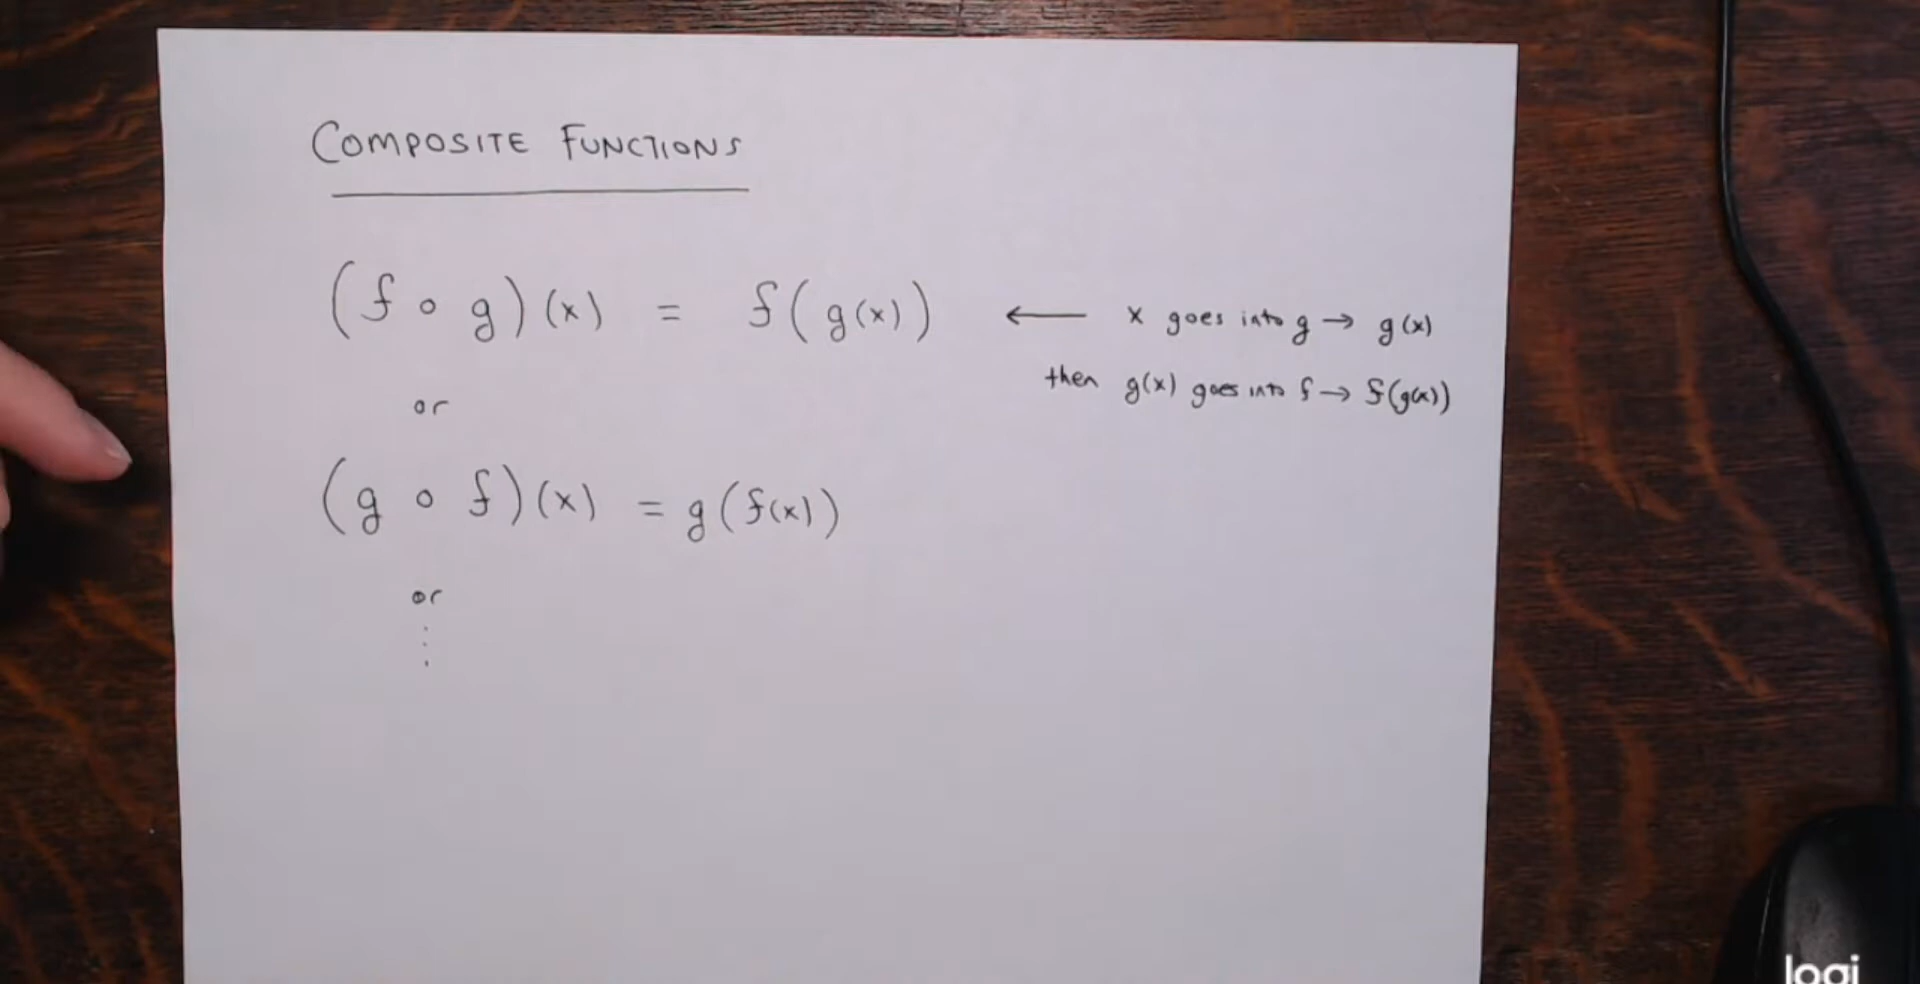 COMPOSITE FUNCTIONS
(f ∘ g)(x) = f(g(x)) ← x goes into g → g(x)
then g(x) goes into f → f(g(x))
or
(g ∘ f)(x) = g(f(x))
or
⋮
logi